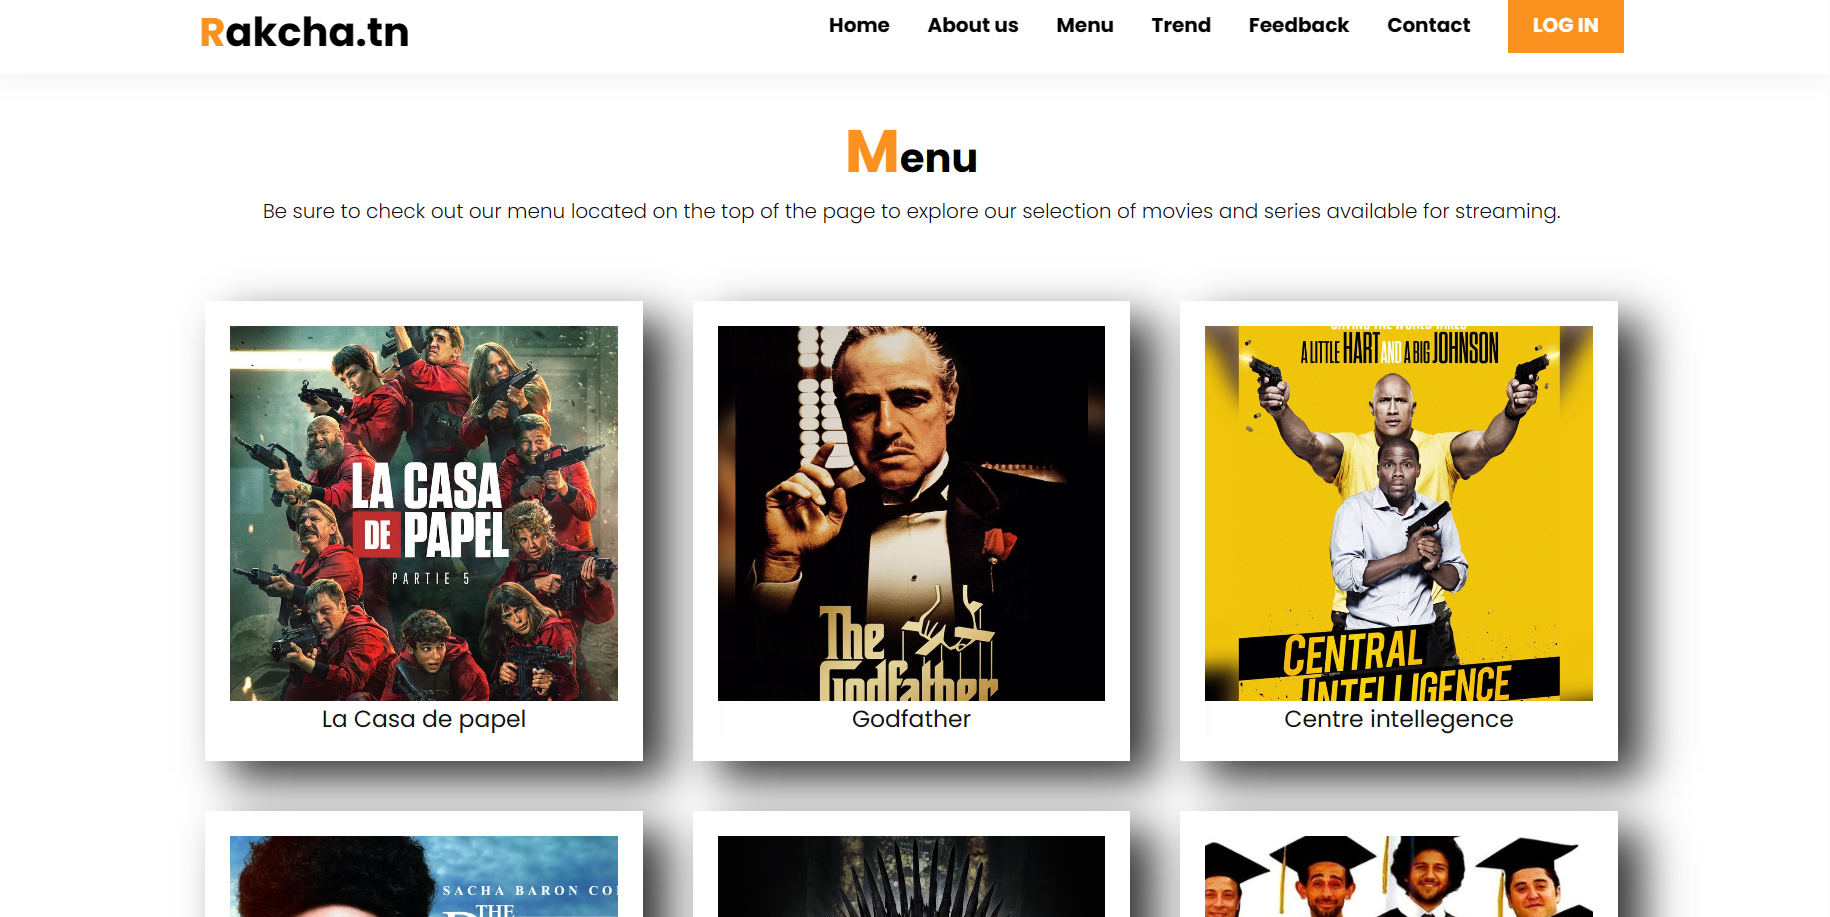 Rakcha.tn
Home About us Menu Trend Feedback Contact LOG IN
Menu
Be sure to check out our menu located on the top of the page to explore our selection of movies and series available for streaming.
A LITTLE HART AND A BIG JOHNSON
LA CASA
DE PAPEL
PARTIE 5
The
Godfather
CENTRAL
INTELLIGENCE
La Casa de papel
Godfather
Centre intellegence
SACHA BARON
THE